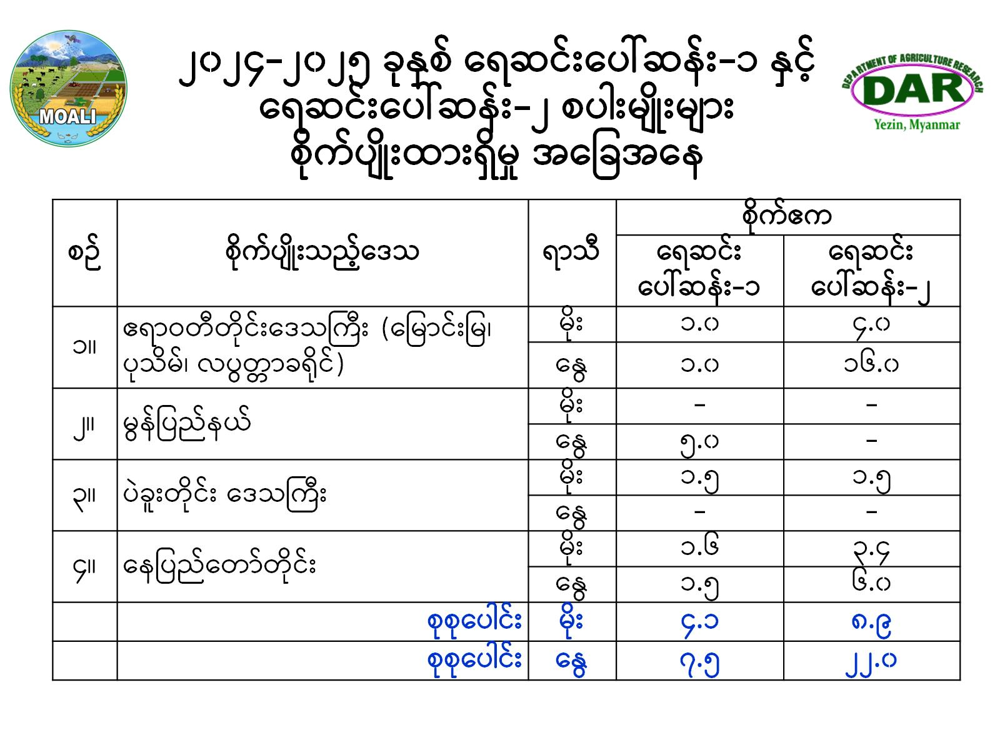 MOALI
DEPARTMENT OF AGRICULTURE RESEARCH
DAR
Yezin, Myanmar
၂၀၂၄-၂၀၂၅ ခုနှစ် ရေဆင်းပေါ်ဆန်း-၁ နှင့်
ရေဆင်းပေါ်ဆန်း-၂ စပါးမျိုးများ
စိုက်ပျိုးထားရှိမှု အခြေအနေ
စဉ် စိုက်ပျိုးသည့်ဒေသ ရာသီ စိုက်ဧက
ရေဆင်း ရေဆင်း
ပေါ်ဆန်း-၁ ပေါ်ဆန်း-၂
၁။ ဧရာဝတီတိုင်းဒေသကြီး (မြောင်းမြ၊ မိုး ၁.၀ ၄.၀
ပုသိမ်၊ လပွတ္တာခရိုင်) နွေ ၁.၀ ၁၆.၀
၂။ မွန်ပြည်နယ် မိုး - -
နွေ ၅.၀ -
၃။ ပဲခူးတိုင်း ဒေသကြီး မိုး ၁.၅ ၁.၅
နွေ - -
၄။ နေပြည်တော်တိုင်း မိုး ၁.၆ ၃.၄
နွေ ၁.၅ ၆.၀
စုစုပေါင်း မိုး ၄.၁ ၈.၉
စုစုပေါင်း နွေ ၇.၅ ၂၂.၀